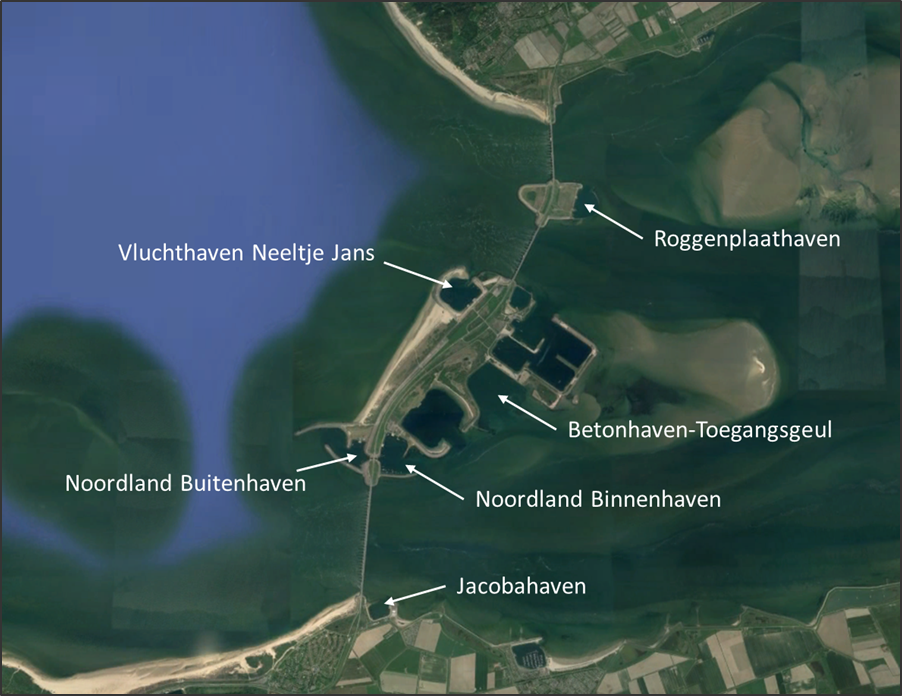 Roggenplaathaven
Vluchthaven Neeltje Jans
Betonhaven-Toegangsgeul
Noordland Buitenhaven
Noordland Binnenhaven
Jacobahaven